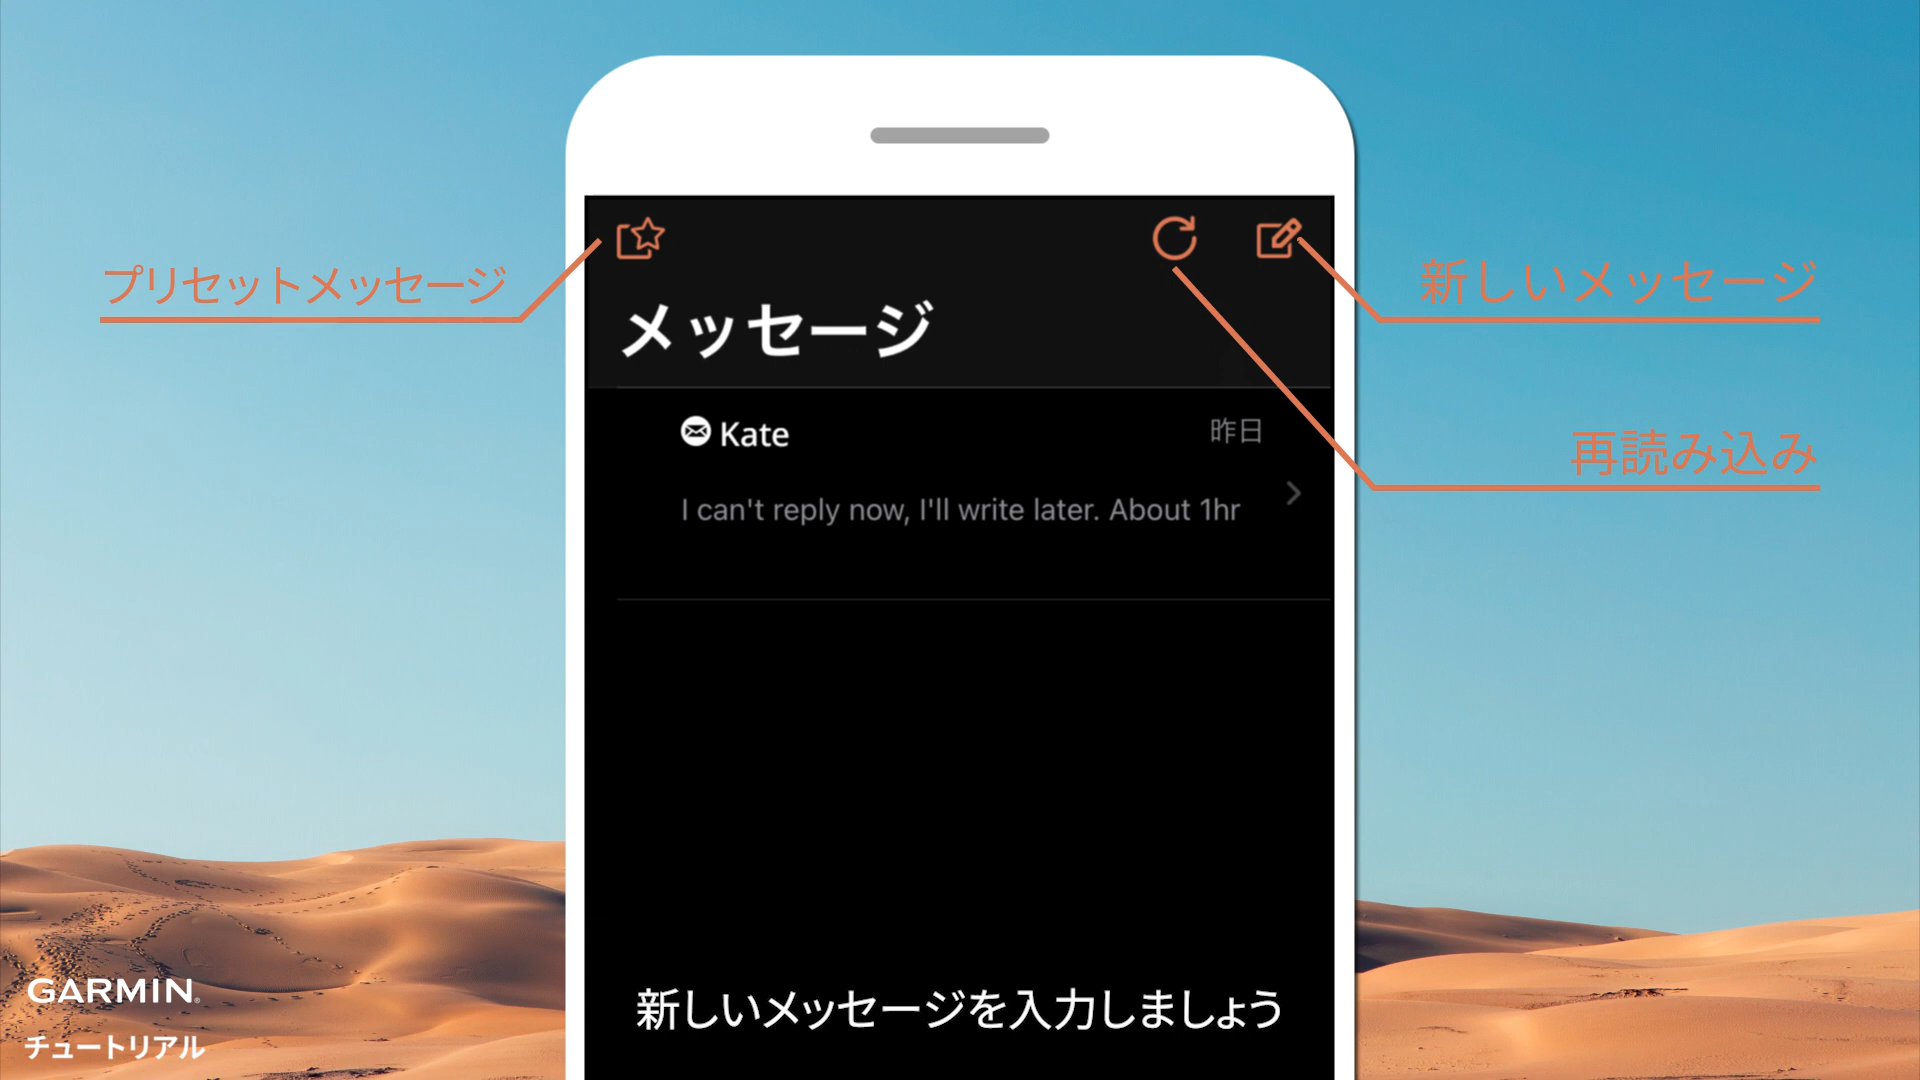 プリセットメッセージ
新しいメッセージ
再読み込み
メッセージ
Kate
昨日
I can't reply now, I'll write later. About 1hr
新しいメッセージを入力しましょう
GARMIN
チュートリアル